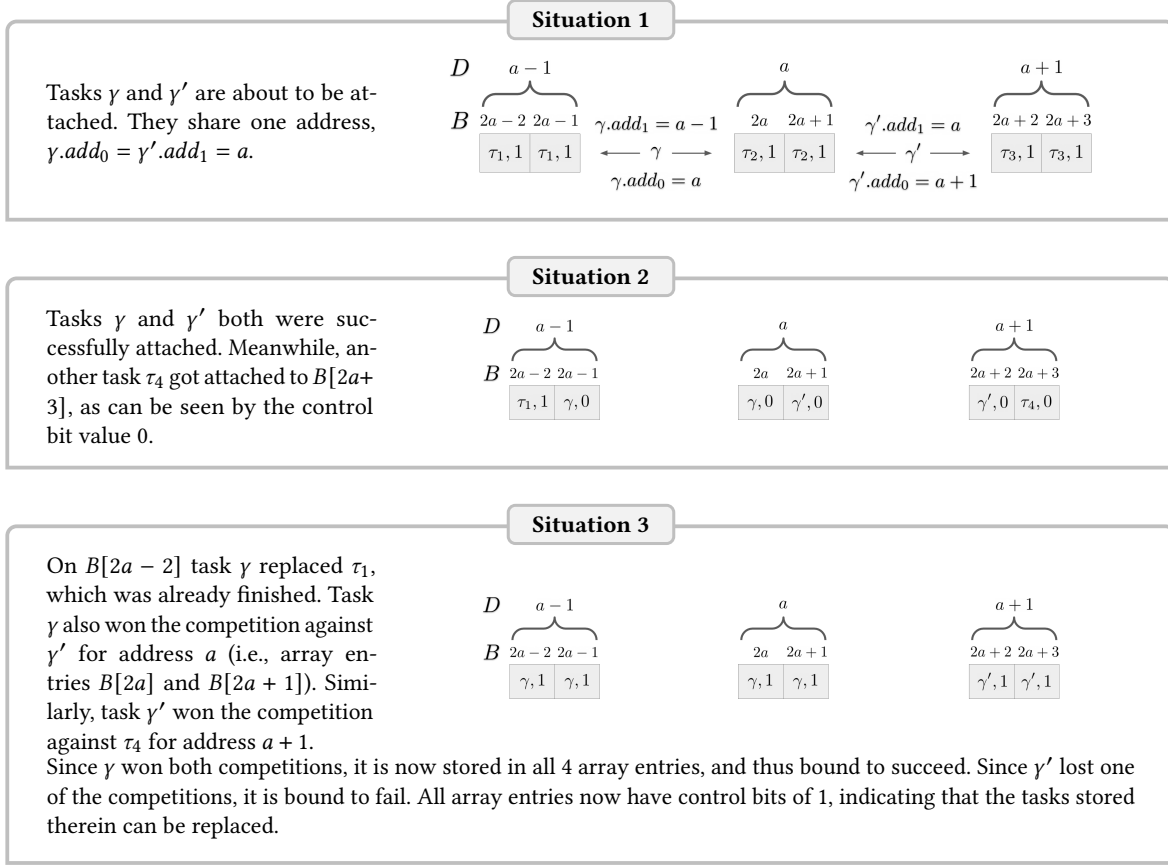 Situation 1
Tasks γ and γ′ are about to be at-
tached. They share one address,
γ.add₀ = γ′.add₁ = a.
D a − 1 a a + 1
B 2a − 2 2a − 1 γ.add₁ = a − 1 2a 2a + 1 γ′.add₁ = a 2a + 2 2a + 3
τ₁, 1 τ₁, 1 ← γ → τ₂, 1 τ₂, 1 ← γ′ → τ₃, 1 τ₃, 1
γ.add₀ = a γ′.add₀ = a + 1
Situation 2
Tasks γ and γ′ both were suc-
cessfully attached. Meanwhile, an-
other task τ₄ got attached to B[2a+
3], as can be seen by the control
bit value 0.
D a − 1 a a + 1
B 2a − 2 2a − 1 2a 2a + 1 2a + 2 2a + 3
τ₁, 1 γ, 0 γ, 0 γ′, 0 γ′, 0 τ₄, 0
Situation 3
On B[2a − 2] task γ replaced τ₁,
which was already finished. Task
γ also won the competition against
γ′ for address a (i.e., array en-
tries B[2a] and B[2a + 1]). Simi-
larly, task γ′ won the competition
against τ₄ for address a + 1.
D a − 1 a a + 1
B 2a − 2 2a − 1 2a 2a + 1 2a + 2 2a + 3
γ, 1 γ, 1 γ, 1 γ, 1 γ′, 1 γ′, 1
Since γ won both competitions, it is now stored in all 4 array entries, and thus bound to succeed. Since γ′ lost one
of the competitions, it is bound to fail. All array entries now have control bits of 1, indicating that the tasks stored
therein can be replaced.